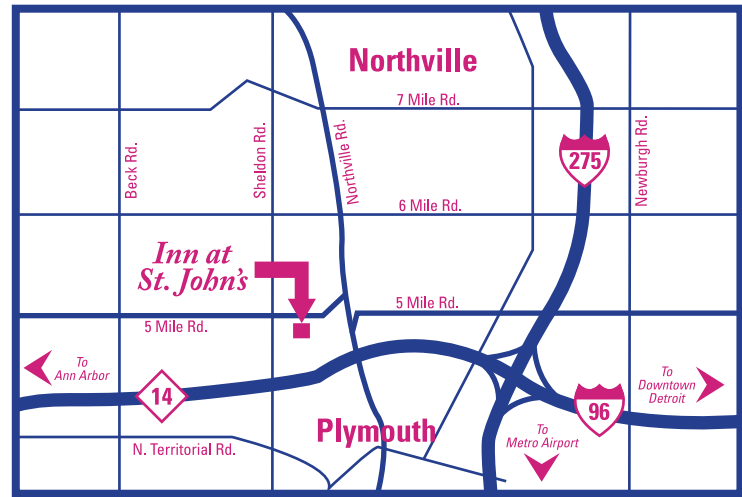 Northville
7 Mile Rd.
Beck Rd.
Sheldon Rd.
Northville Rd.
275
Newburgh Rd.
6 Mile Rd.
Inn at
St. John's
5 Mile Rd.
5 Mile Rd.
To
Ann Arbor
14
To
Downtown
Detroit
96
Plymouth
N. Territorial Rd.
To
Metro Airport